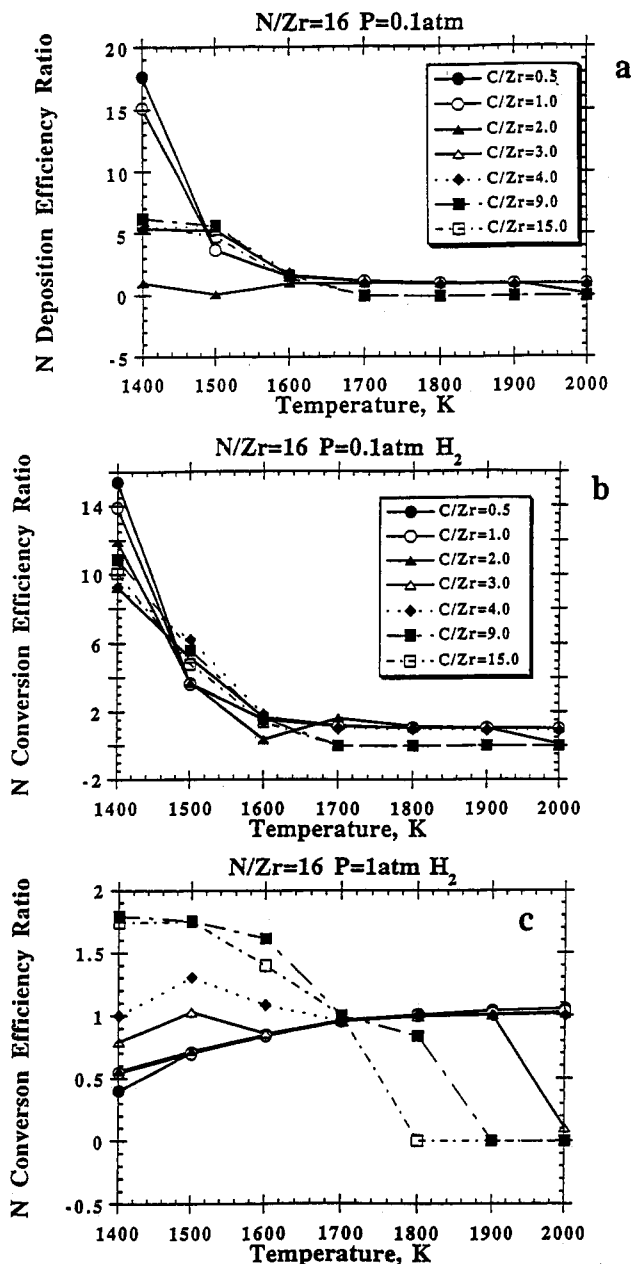 N/Zr=16 P=0.1atm
a
N Deposition Efficiency Ratio
20
15
10
5
0
-5
C/Zr=0.5
C/Zr=1.0
C/Zr=2.0
C/Zr=3.0
C/Zr=4.0
C/Zr=9.0
C/Zr=15.0
1400 1500 1600 1700 1800 1900 2000
Temperature, K
N/Zr=16 P=0.1atm H2
b
N Conversion Efficiency Ratio
14
10
6
2
-2
C/Zr=0.5
C/Zr=1.0
C/Zr=2.0
C/Zr=3.0
C/Zr=4.0
C/Zr=9.0
C/Zr=15.0
1400 1500 1600 1700 1800 1900 2000
Temperature, K
N/Zr=16 P=1atm H2
c
N Converson Efficiency Ratio
2
1.5
1
0.5
0
-0.5
1400 1500 1600 1700 1800 1900 2000
Temperature, K